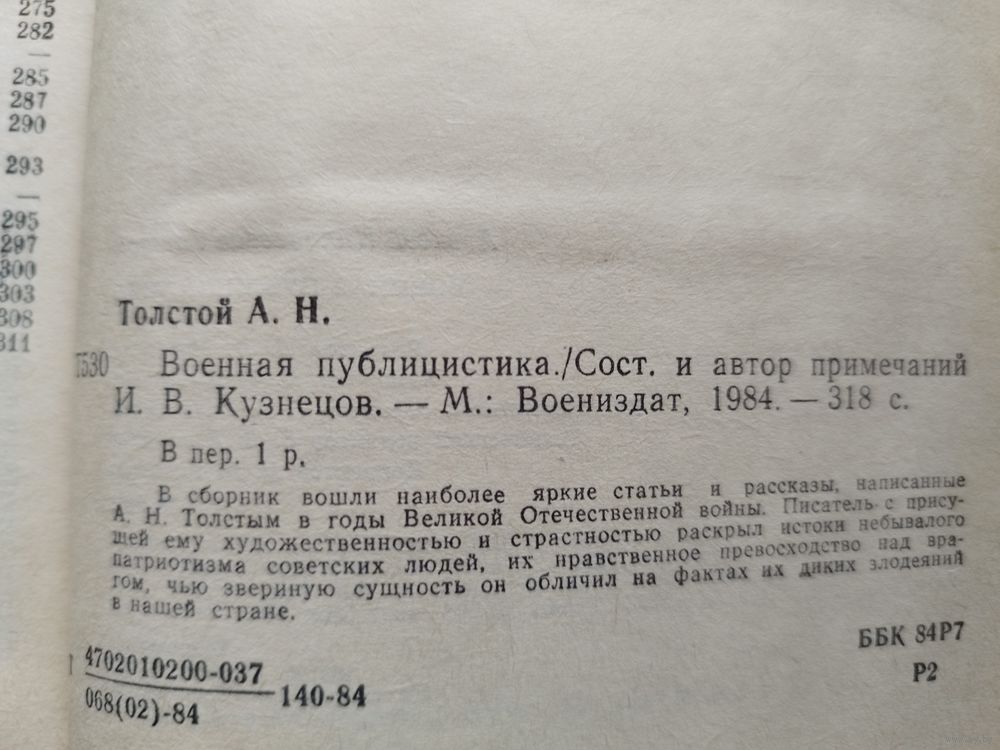 275
282
—
285
287
290
293
—
295
297
300
303
308
311
Толстой А. Н.
Т530 Военная публицистика./Сост. и автор примечаний
И. В. Кузнецов. — М.: Воениздат, 1984. — 318 с.
В пер. 1 р.
В сборник вошли наиболее яркие статьи и рассказы, написанные
А. Н. Толстым в годы Великой Отечественной войны. Писатель с прису-
щей ему художественностью и страстностью раскрыл истоки небывалого
патриотизма советских людей, их нравственное превосходство над вра-
гом, чью звериную сущность он обличил на фактах их диких злодеяний
в нашей стране.
4702010200-037
068(02)-84
140-84
ББК 84Р7
Р2